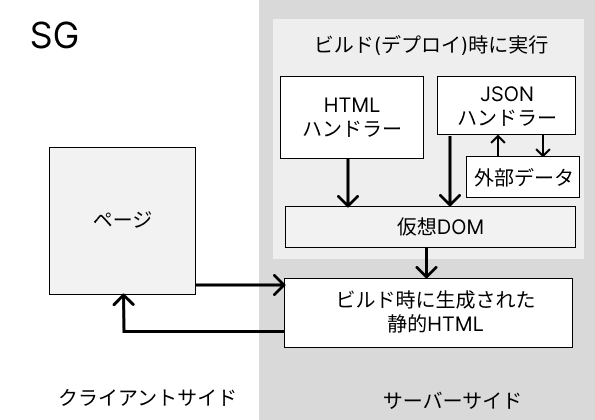 SG
ビルド(デプロイ)時に実行
HTML
ハンドラー
JSON
ハンドラー
外部データ
ページ
仮想DOM
ビルド時に生成された
静的HTML
クライアントサイド
サーバーサイド